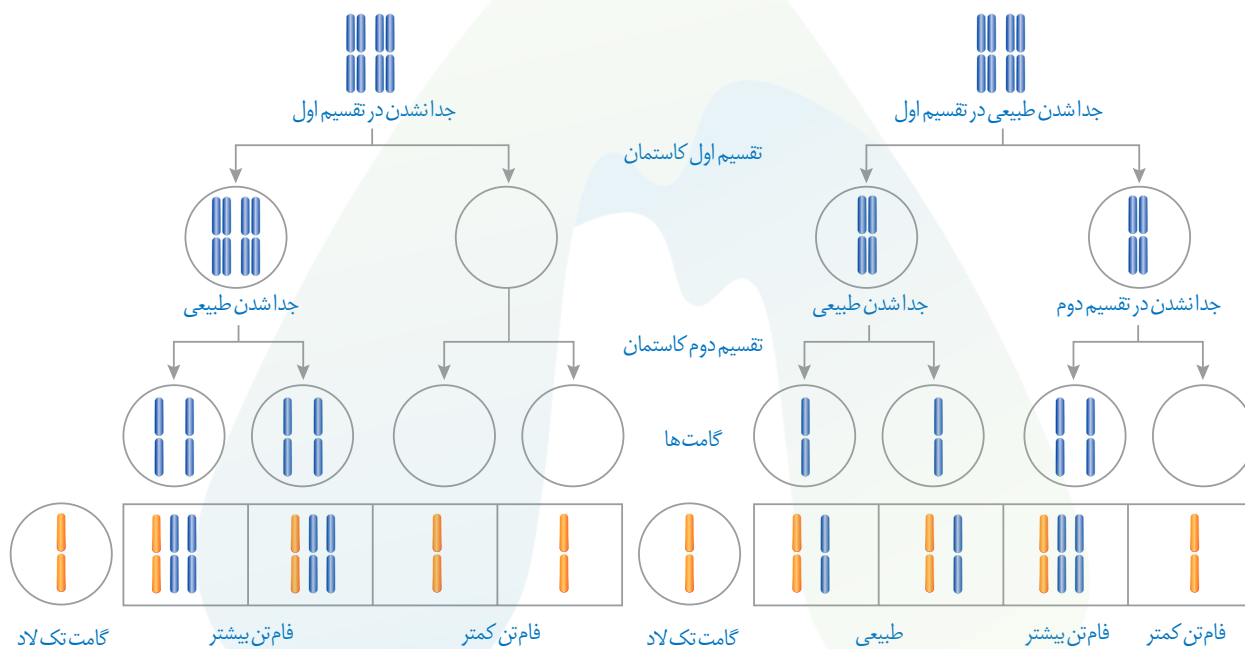 جدا شدن طبیعی در تقسیم اول
جدا نشدن در تقسیم اول
تقسیم اول کاستمان
جدا نشدن در تقسیم دوم
جدا شدن طبیعی
جدا شدن طبیعی
تقسیم دوم کاستمان
گامت‌ها
فام‌تن کمتر
فام‌تن بیشتر
طبیعی
گامت تک لاد
فام‌تن کمتر
فام‌تن بیشتر
گامت تک لاد